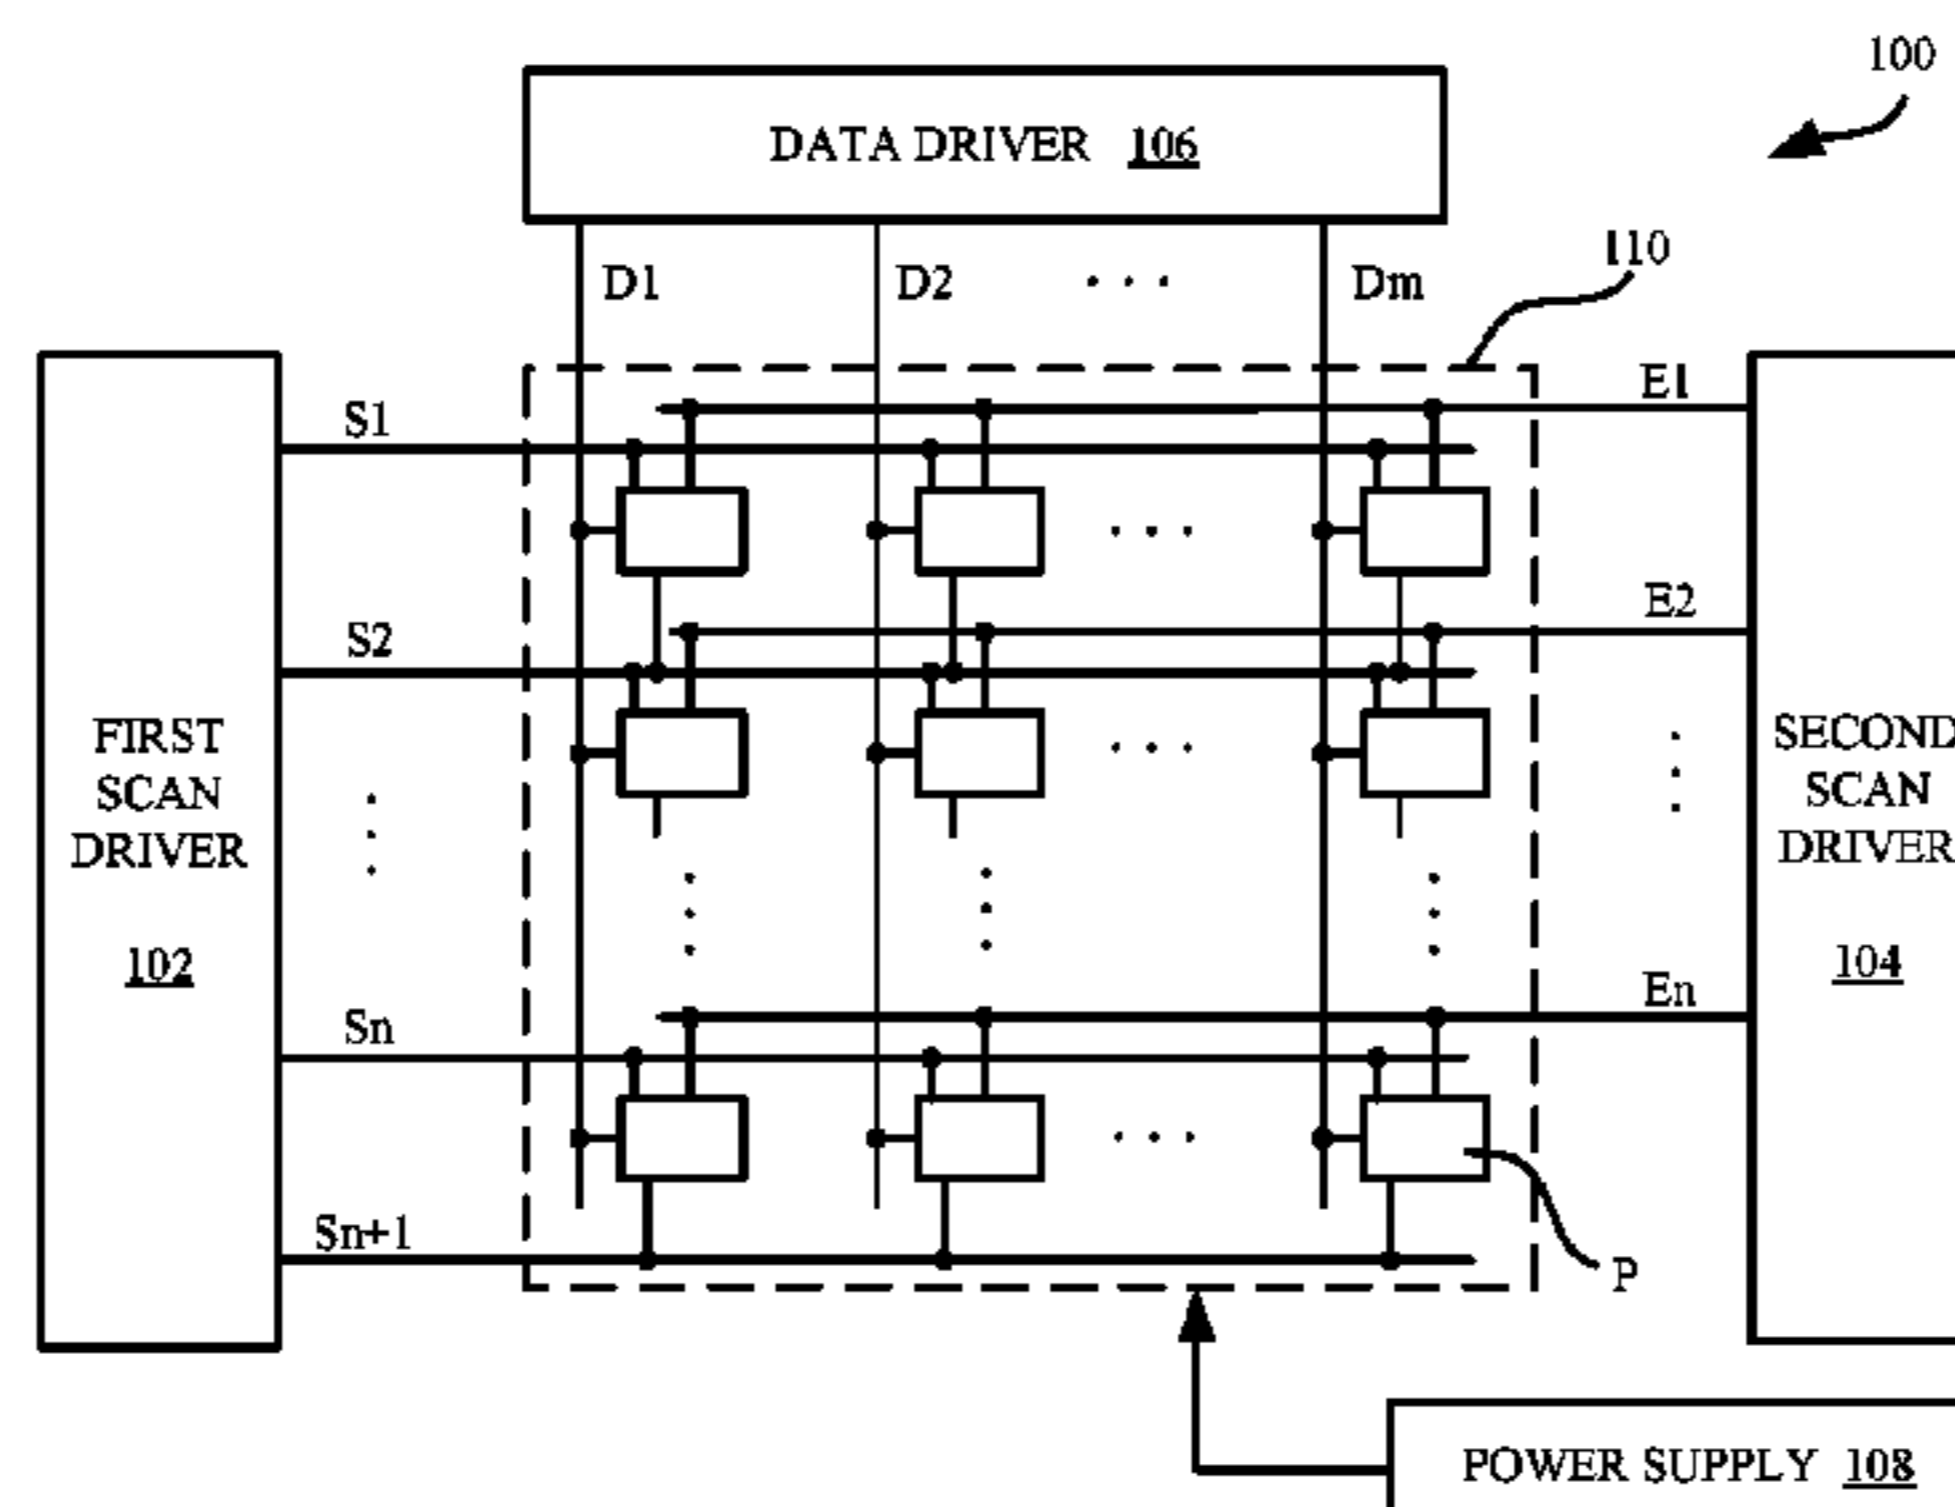 100
DATA DRIVER 106
110
D1 D2 ... Dm
E1
S1
...
E2
S2
FIRST
SCAN
DRIVER
102
...
SECOND
SCAN
DRIVER
104
En
Sn
...
Sn+1
P
POWER SUPPLY 108